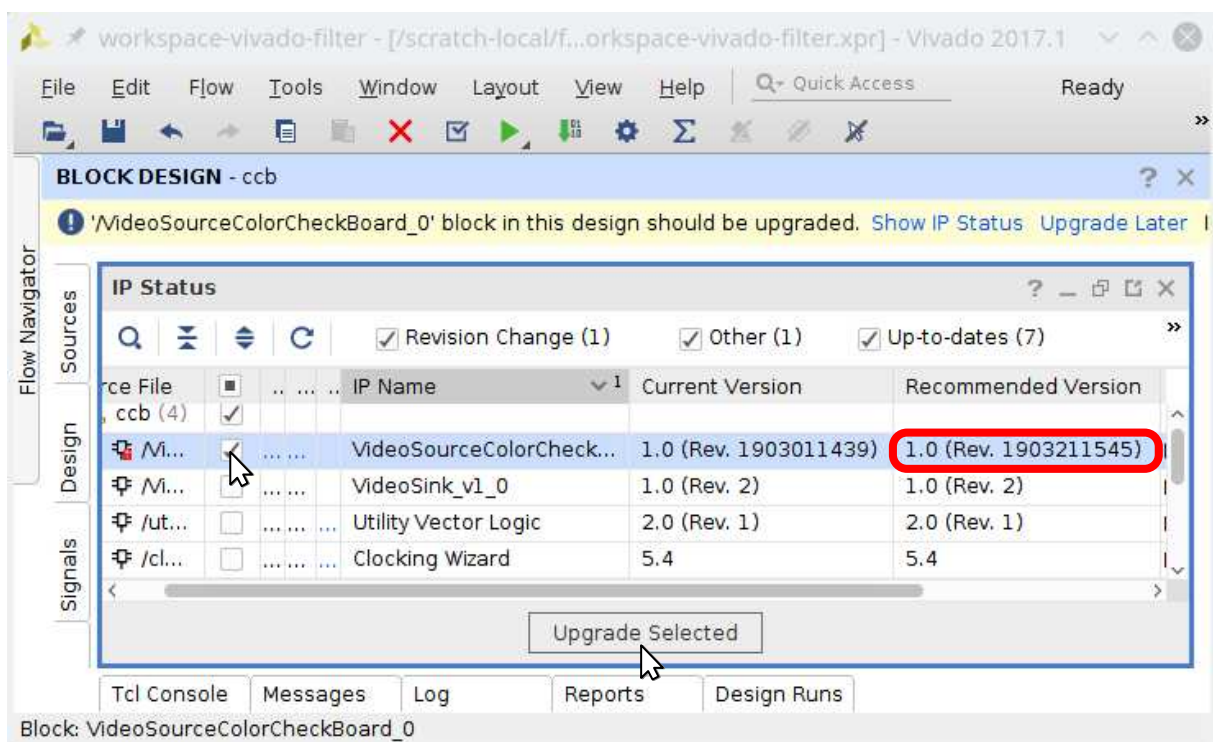 workspace-vivado-filter - [/scratch-local/f...orkspace-vivado-filter.xpr] - Vivado 2017.1
File Edit Flow Tools Window Layout View Help Quick Access Ready
BLOCK DESIGN - ccb
'/VideoSourceColorCheckBoard_0' block in this design should be upgraded. Show IP Status Upgrade Later
Flow Navigator
Sources
Design
Signals
IP Status
Revision Change (1) Other (1) Up-to-dates (7)
rce File .. ... .. IP Name 1 Current Version Recommended Version
, ccb (4)
/Vi... ... ... VideoSourceColorCheck... 1.0 (Rev. 1903011439) 1.0 (Rev. 1903211545)
/Vi... ... ... VideoSink_v1_0 1.0 (Rev. 2) 1.0 (Rev. 2)
/ut... ... ... ... Utility Vector Logic 2.0 (Rev. 1) 2.0 (Rev. 1)
/cl... ... ... ... Clocking Wizard 5.4 5.4
Upgrade Selected
Tcl Console Messages Log Reports Design Runs
Block: VideoSourceColorCheckBoard_0